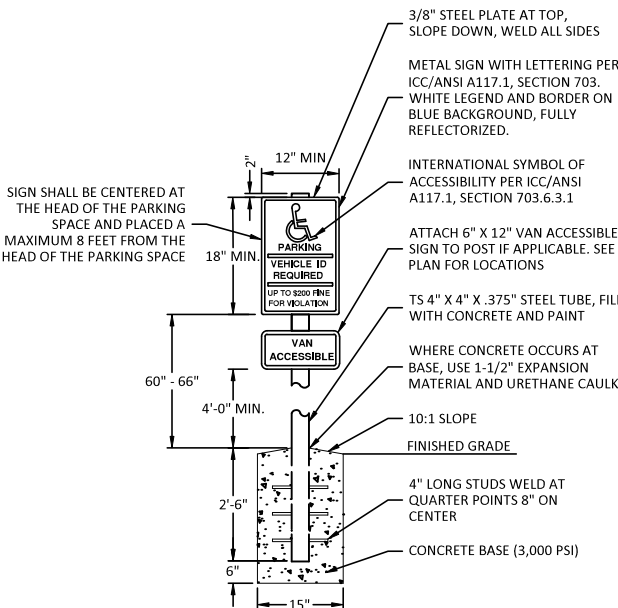 3/8" STEEL PLATE AT TOP,
SLOPE DOWN, WELD ALL SIDES
METAL SIGN WITH LETTERING PER
ICC/ANSI A117.1, SECTION 703.
WHITE LEGEND AND BORDER ON
BLUE BACKGROUND, FULLY
REFLECTORIZED.
INTERNATIONAL SYMBOL OF
ACCESSIBILITY PER ICC/ANSI
A117.1, SECTION 703.6.3.1
ATTACH 6" X 12" VAN ACCESSIBLE
SIGN TO POST IF APPLICABLE. SEE
PLAN FOR LOCATIONS
TS 4" X 4" X .375" STEEL TUBE, FILL
WITH CONCRETE AND PAINT
WHERE CONCRETE OCCURS AT
BASE, USE 1-1/2" EXPANSION
MATERIAL AND URETHANE CAULK
10:1 SLOPE
FINISHED GRADE
4" LONG STUDS WELD AT
QUARTER POINTS 8" ON
CENTER
CONCRETE BASE (3,000 PSI)
SIGN SHALL BE CENTERED AT
THE HEAD OF THE PARKING
SPACE AND PLACED A
MAXIMUM 8 FEET FROM THE
HEAD OF THE PARKING SPACE
2"
12" MIN
18" MIN.
PARKING
VEHICLE ID
REQUIRED
UP TO $200 FINE
FOR VIOLATION
VAN
ACCESSIBLE
60" - 66"
4'-0" MIN.
2'-6"
6"
15"